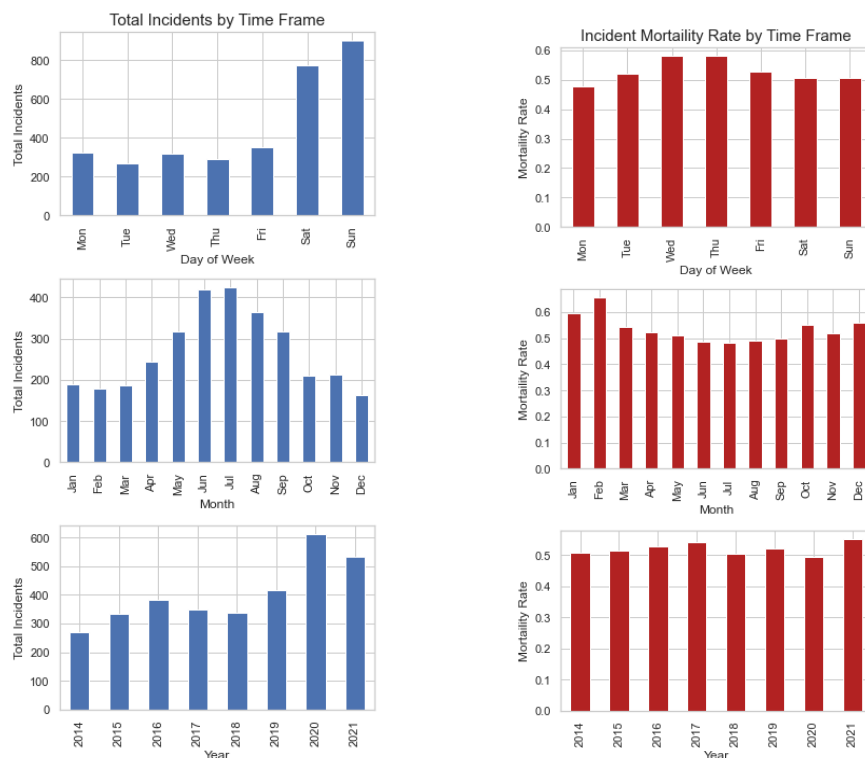 Total Incidents by Time Frame
Total Incidents
800
600
400
200
0
Mon Tue Wed Thu Fri Sat Sun
Day of Week
Incident Mortaility Rate by Time Frame
Mortaility Rate
0.6
0.5
0.4
0.3
0.2
0.1
0.0
Mon Tue Wed Thu Fri Sat Sun
Day of Week
Total Incidents
400
300
200
100
0
Jan Feb Mar Apr May Jun Jul Aug Sep Oct Nov Dec
Month
Mortaility Rate
0.6
0.5
0.4
0.3
0.2
0.1
0.0
Jan Feb Mar Apr May Jun Jul Aug Sep Oct Nov Dec
Month
Total Incidents
600
500
400
300
200
100
0
2014 2015 2016 2017 2018 2019 2020 2021
Year
Mortaility Rate
0.5
0.4
0.3
0.2
0.1
0.0
2014 2015 2016 2017 2018 2019 2020 2021
Year